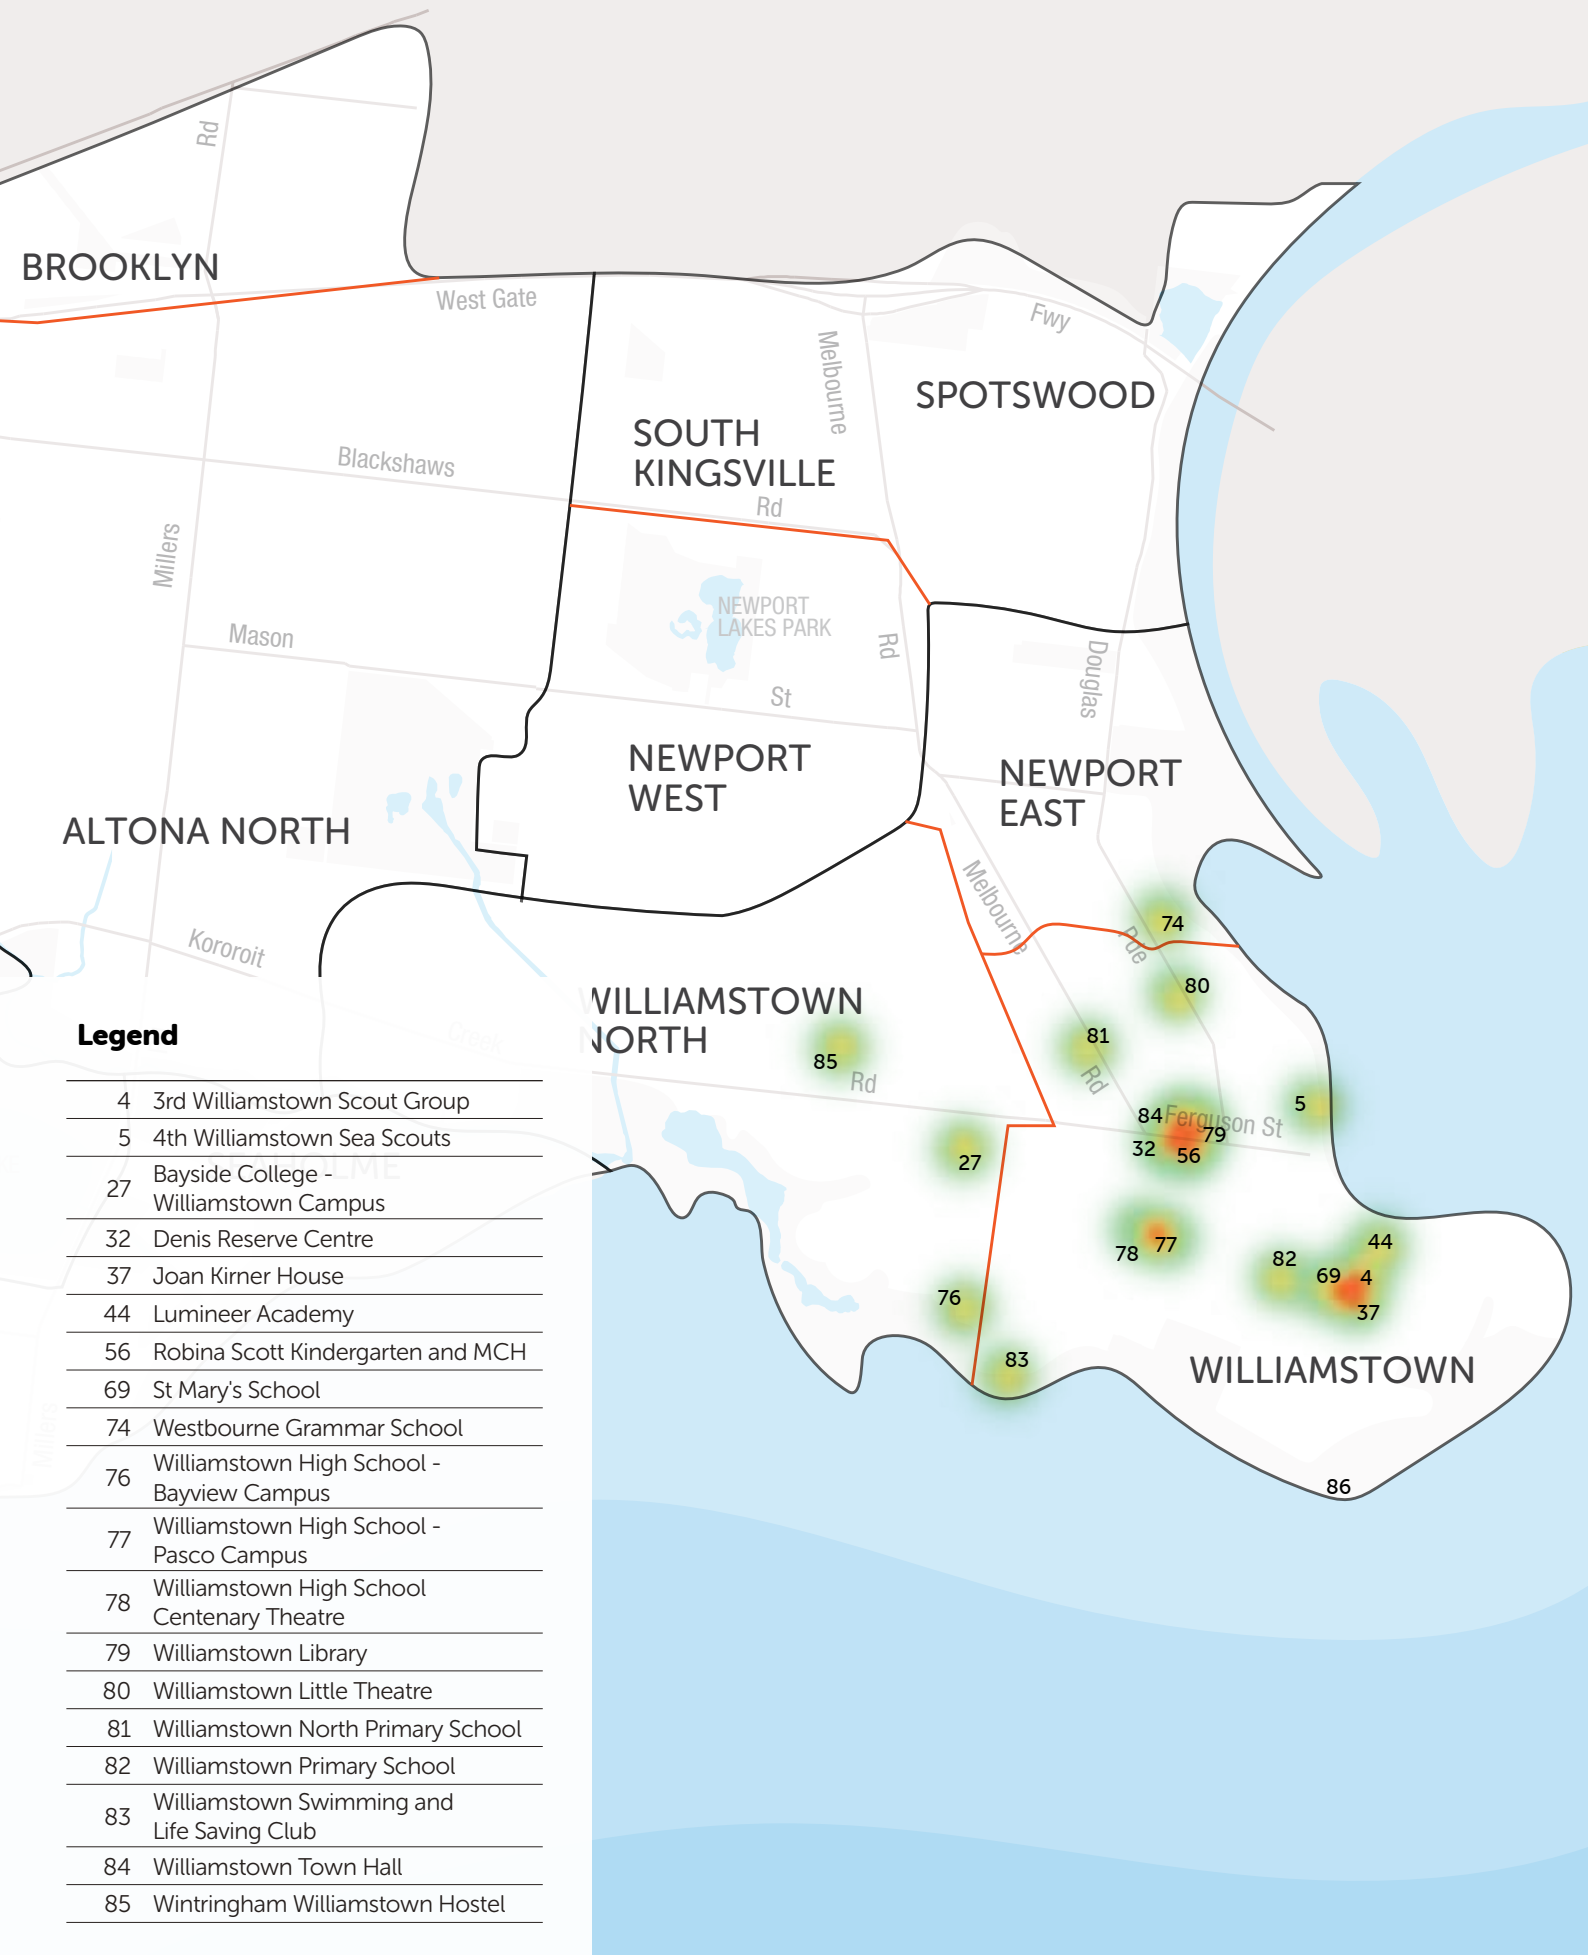 Rd
BROOKLYN
West Gate
Fwy
Melbourne
SPOTSWOOD
SOUTH
KINGSVILLE
Blackshaws
Rd
Millers
NEWPORT
LAKES PARK
Mason
Rd
Douglas
St
NEWPORT
WEST
NEWPORT
EAST
ALTONA NORTH
Melbourne
74
Pde
Kororoit
80
WILLIAMSTOWN
NORTH
81
85
Rd
Rd
5
84
Ferguson St
79
32
56
27
Creek
SEAHOLME
44
78
77
82
69
4
37
76
83
WILLIAMSTOWN
86
Millers
Legend
4 3rd Williamstown Scout Group
5 4th Williamstown Sea Scouts
27 Bayside College -
Williamstown Campus
32 Denis Reserve Centre
37 Joan Kirner House
44 Lumineer Academy
56 Robina Scott Kindergarten and MCH
69 St Mary's School
74 Westbourne Grammar School
76 Williamstown High School -
Bayview Campus
77 Williamstown High School -
Pasco Campus
78 Williamstown High School
Centenary Theatre
79 Williamstown Library
80 Williamstown Little Theatre
81 Williamstown North Primary School
82 Williamstown Primary School
83 Williamstown Swimming and
Life Saving Club
84 Williamstown Town Hall
85 Wintringham Williamstown Hostel